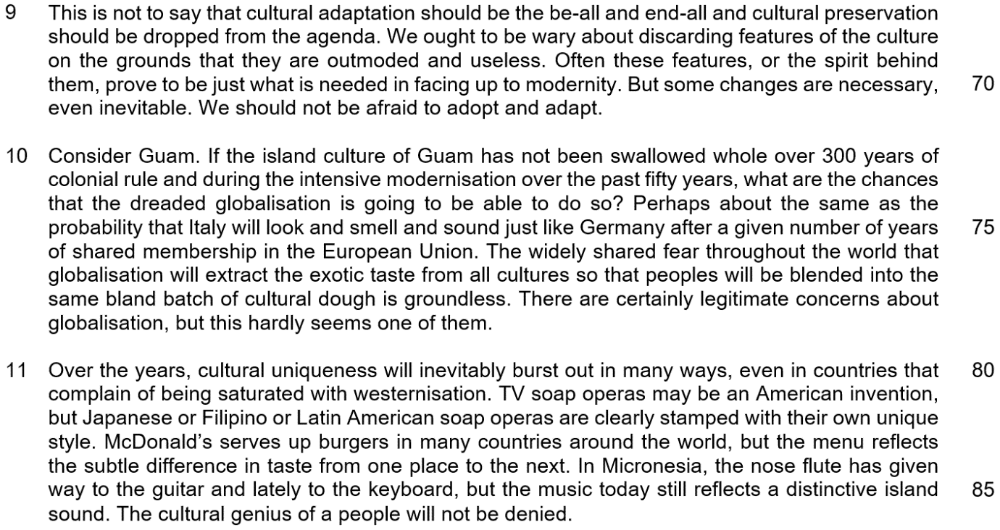 9 This is not to say that cultural adaptation should be the be-all and end-all and cultural preservation
should be dropped from the agenda. We ought to be wary about discarding features of the culture
on the grounds that they are outmoded and useless. Often these features, or the spirit behind
them, prove to be just what is needed in facing up to modernity. But some changes are necessary, 70
even inevitable. We should not be afraid to adopt and adapt.
10 Consider Guam. If the island culture of Guam has not been swallowed whole over 300 years of
colonial rule and during the intensive modernisation over the past fifty years, what are the chances
that the dreaded globalisation is going to be able to do so? Perhaps about the same as the
probability that Italy will look and smell and sound just like Germany after a given number of years 75
of shared membership in the European Union. The widely shared fear throughout the world that
globalisation will extract the exotic taste from all cultures so that peoples will be blended into the
same bland batch of cultural dough is groundless. There are certainly legitimate concerns about
globalisation, but this hardly seems one of them.
11 Over the years, cultural uniqueness will inevitably burst out in many ways, even in countries that 80
complain of being saturated with westernisation. TV soap operas may be an American invention,
but Japanese or Filipino or Latin American soap operas are clearly stamped with their own unique
style. McDonald's serves up burgers in many countries around the world, but the menu reflects
the subtle difference in taste from one place to the next. In Micronesia, the nose flute has given
way to the guitar and lately to the keyboard, but the music today still reflects a distinctive island 85
sound. The cultural genius of a people will not be denied.